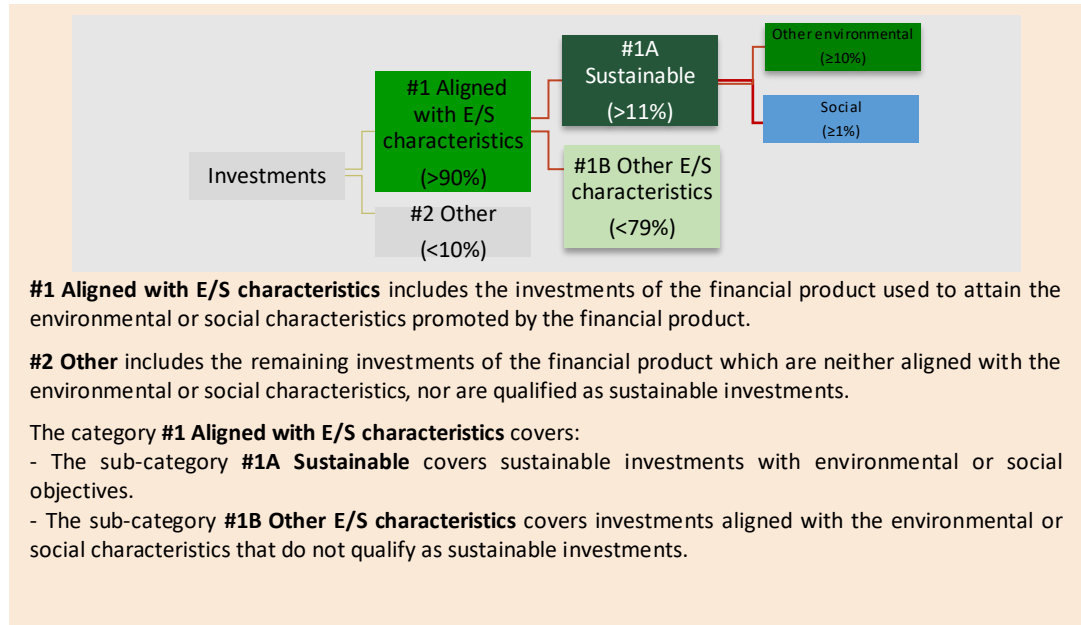 Investments
#1 Aligned
with E/S
characteristics
(>90%)
#2 Other
(<10%)
#1A
Sustainable
(>11%)
#1B Other E/S
characteristics
(<79%)
Other environmental
(≥10%)
Social
(≥1%)
#1 Aligned with E/S characteristics includes the investments of the financial product used to attain the
environmental or social characteristics promoted by the financial product.
#2 Other includes the remaining investments of the financial product which are neither aligned with the
environmental or social characteristics, nor are qualified as sustainable investments.
The category #1 Aligned with E/S characteristics covers:
- The sub-category #1A Sustainable covers sustainable investments with environmental or social
objectives.
- The sub-category #1B Other E/S characteristics covers investments aligned with the environmental or
social characteristics that do not qualify as sustainable investments.